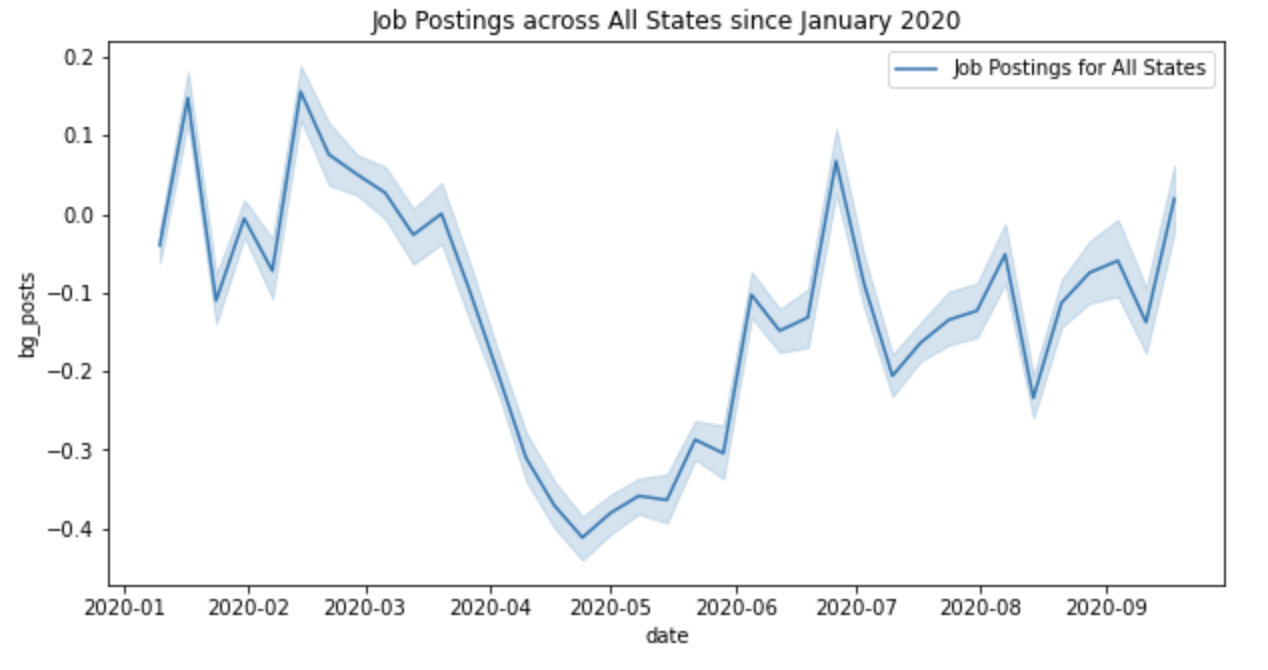 Job Postings across All States since January 2020
Job Postings for All States
bg_posts
0.2
0.1
0.0
−0.1
−0.2
−0.3
−0.4
2020-01 2020-02 2020-03 2020-04 2020-05 2020-06 2020-07 2020-08 2020-09
date